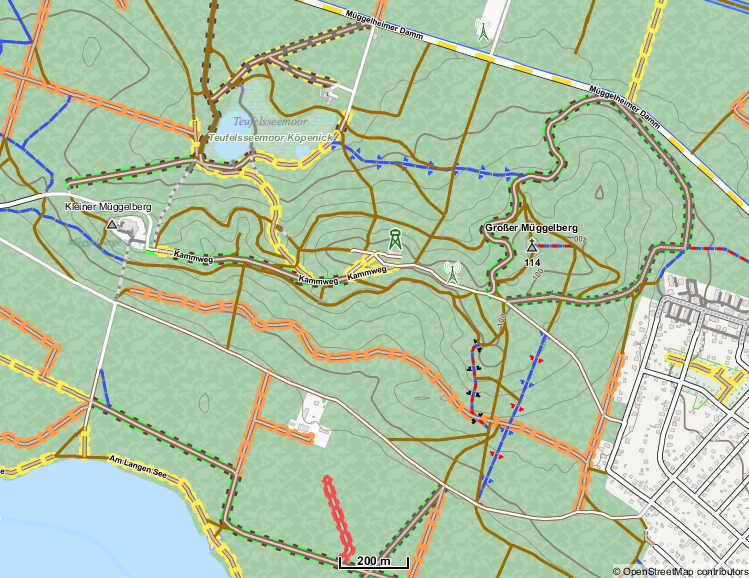 Müggelheimer Damm
Teufelsseemoor
Teufelsseemoor Köpenick
Müggelheimer Damm
Kleiner Müggelberg
Müggelberge
Kammweg
Kammweg
Kammweg
Großer Müggelberg
114
100
100
100
Am Langen See
e
200 m
© OpenStreetMap contributors